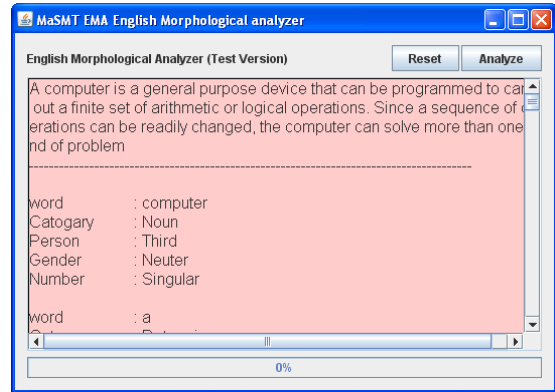 MaSMT EMA English Morphological analyzer
English Morphological Analyzer (Test Version) Reset Analyze
A computer is a general purpose device that can be programmed to car
out a finite set of arithmetic or logical operations. Since a sequence of
erations can be readily changed, the computer can solve more than one
nd of problem
--------------------------------------------------------------------------------------------
word : computer
Catogary : Noun
Person : Third
Gender : Neuter
Number : Singular
word : a
0%